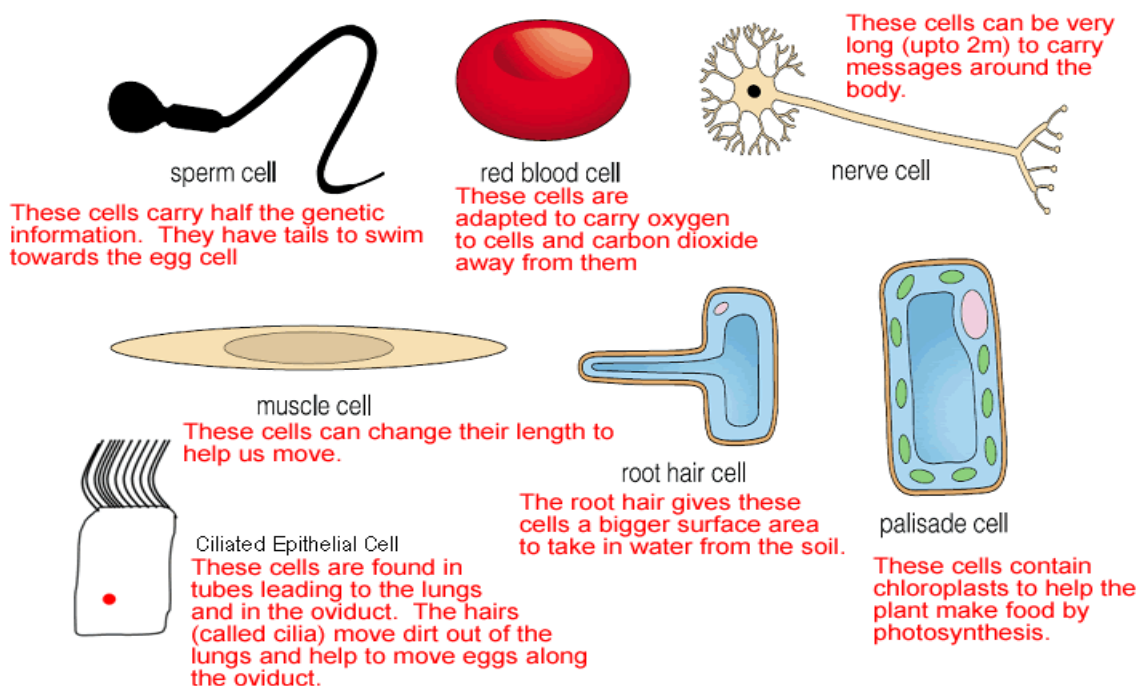 These cells can be very
long (upto 2m) to carry
messages around the
body.
sperm cell
These cells carry half the genetic
information.  They have tails to swim
towards the egg cell
red blood cell
These cells are
adapted to carry oxygen
to cells and carbon dioxide
away from them
nerve cell
muscle cell
These cells can change their length to
help us move.
root hair cell
The root hair gives these
cells a bigger surface area
to take in water from the soil.
palisade cell
These cells contain
chloroplasts to help the
plant make food by
photosynthesis.
Ciliated Epithelial Cell
These cells are found in
tubes leading to the lungs
and in the oviduct.  The hairs
(called cilia) move dirt out of the
lungs and help to move eggs along
the oviduct.